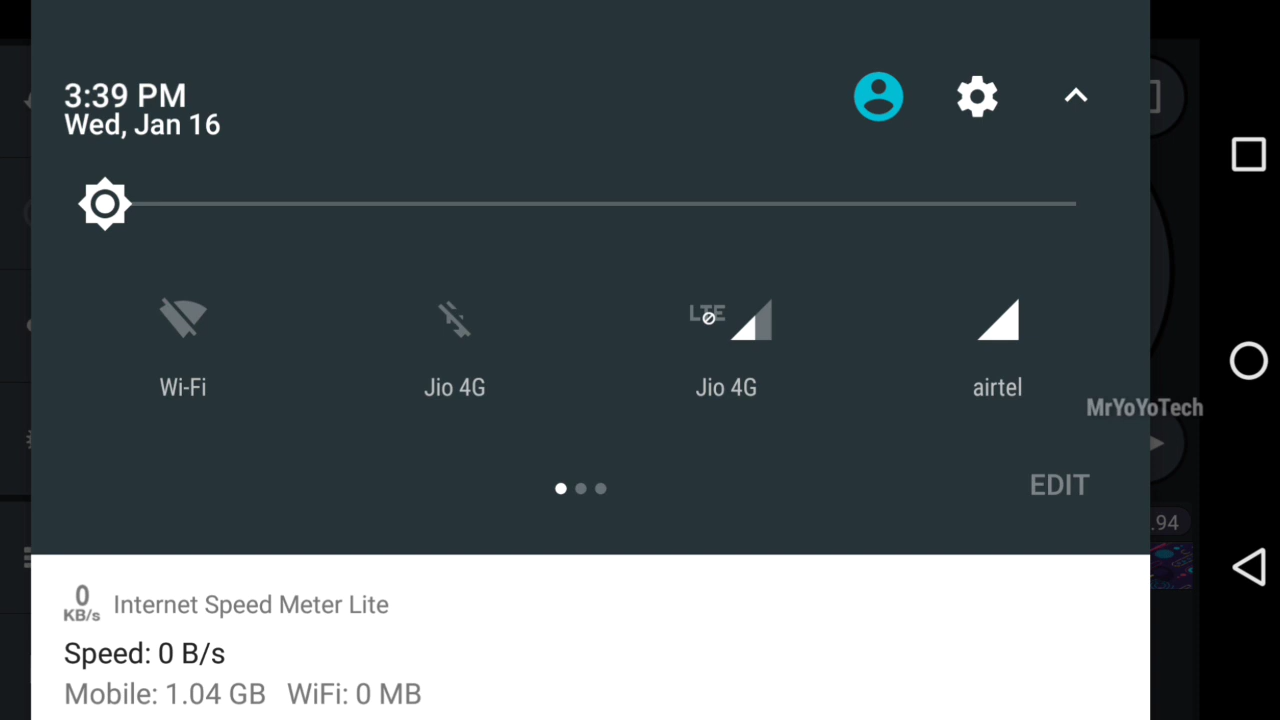 3:39 PM
Wed, Jan 16
LTE
Wi-Fi
Jio 4G
Jio 4G
airtel
MrYoYoTech
EDIT
.94
0
KB/s
Internet Speed Meter Lite
Speed: 0 B/s
Mobile: 1.04 GB WiFi: 0 MB